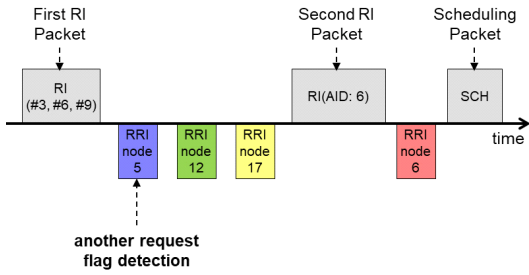 First RI
Packet
Second RI
Packet
Scheduling
Packet
RI
(#3, #6, #9)
RI(AID: 6)
SCH
time
RRI
node
5
RRI
node
12
RRI
node
17
RRI
node
6
another request
flag detection